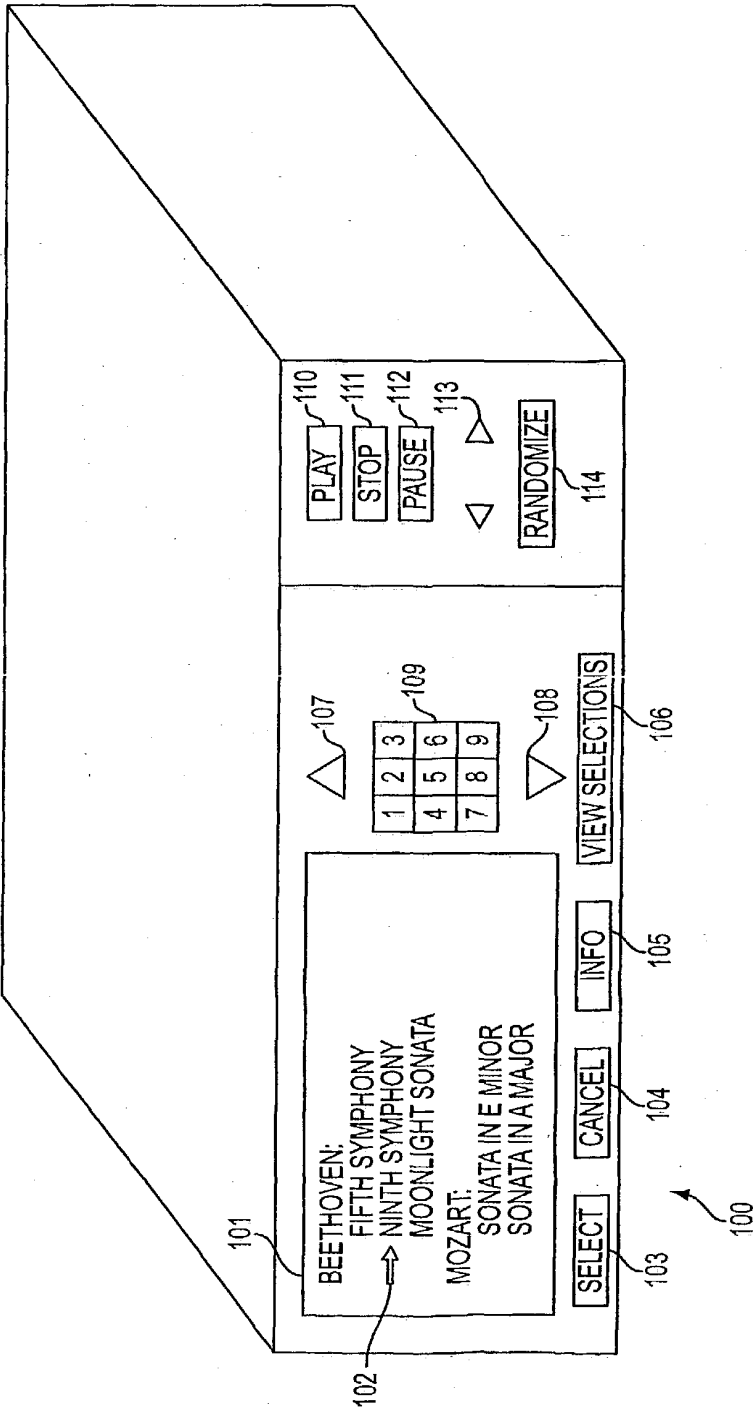 101
BEETHOVEN:
FIFTH SYMPHONY
NINTH SYMPHONY
MOONLIGHT SONATA
MOZART:
SONATA IN E MINOR
SONATA IN A MAJOR
102
107
1 2 3
4 5 6
7 8 9
109
108
SELECT
103
CANCEL
104
INFO
105
VIEW SELECTIONS
106
PLAY
110
STOP
111
PAUSE
112
113
RANDOMIZE
114
100